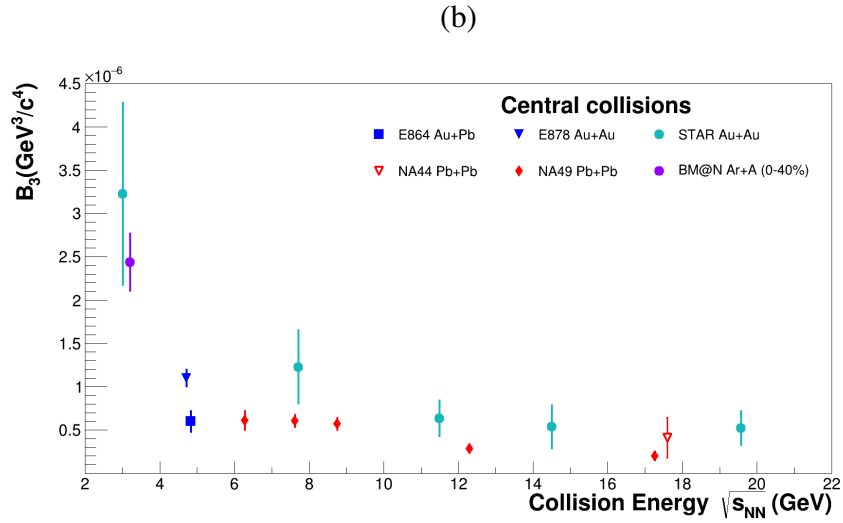 (b)
×10⁻⁶
B₃(GeV³/c⁴)
4.5
4
3.5
3
2.5
2
1.5
1
0.5
Central collisions
E864 Au+Pb E878 Au+Au STAR Au+Au
NA44 Pb+Pb NA49 Pb+Pb BM@N Ar+A (0-40%)
2 4 6 8 10 12 14 16 18 20 22
Collision Energy √s_NN (GeV)